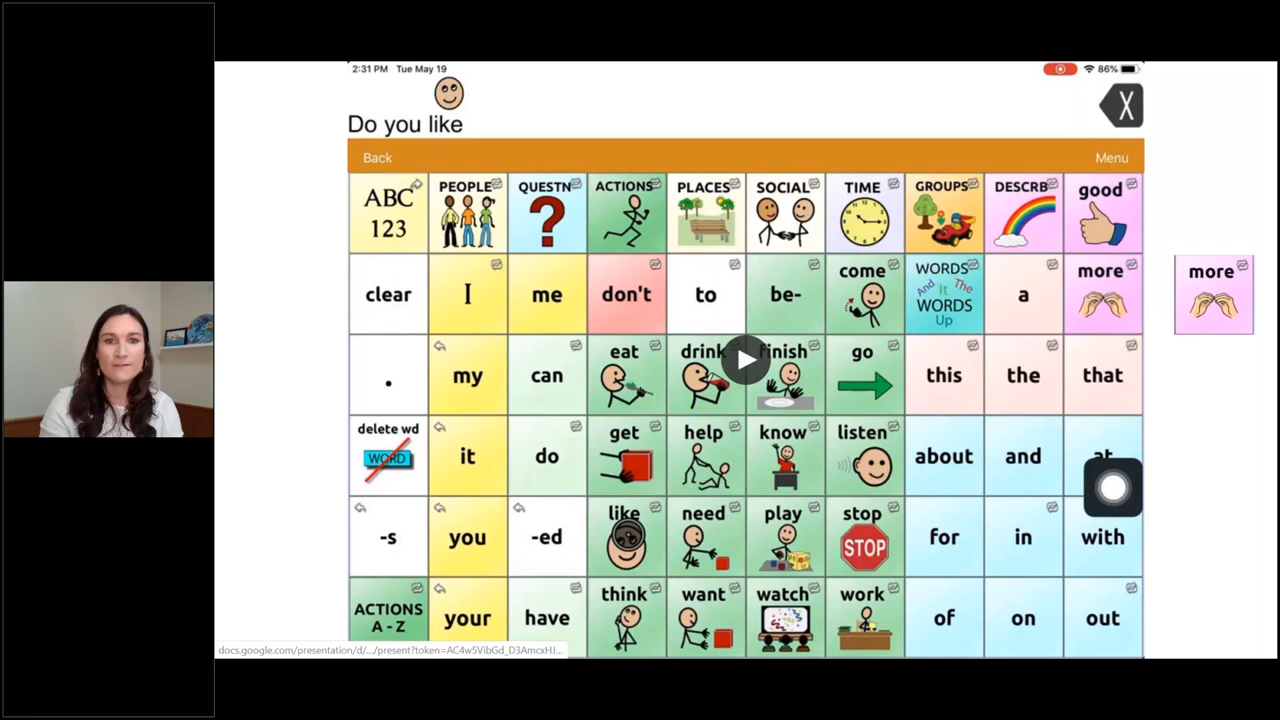 2:31 PM Tue May 19
86%
Do you like
X
Back
Menu
ABC 123
PEOPLE
QUESTN
?
ACTIONS
PLACES
SOCIAL
TIME
GROUPS
DESCRB
good
clear
I
me
don't
to
be-
come
WORDS And It The WORDS Up
a
more
more
.
my
can
eat
drink
finish
go
this
the
that
delete wd
WORD
it
do
get
help
know
listen
about
and
at
-s
you
-ed
like
need
play
stop
STOP
for
in
with
ACTIONS A - Z
your
have
think
want
watch
work
of
on
out
docs.google.com/presentation/d/.../present?token=AC4w5VibGd_D3AmcxHJ...